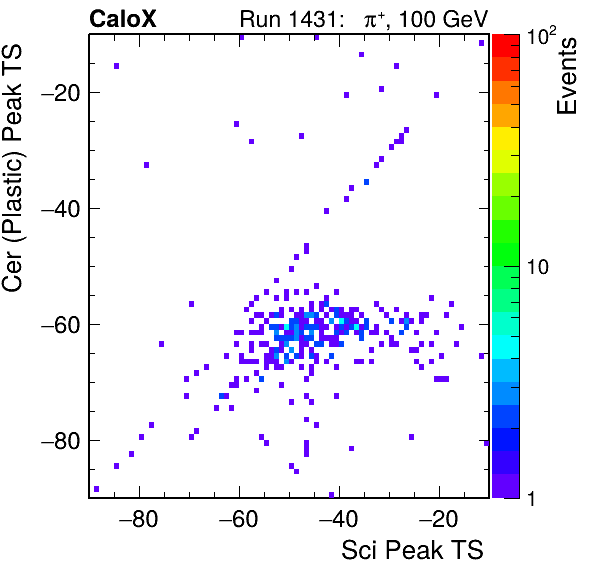 CaloX Run 1431: π⁺, 100 GeV
Cer (Plastic) Peak TS
−20
−40
−60
−80
−80 −60 −40 −20
Sci Peak TS
10²
10
1
Events